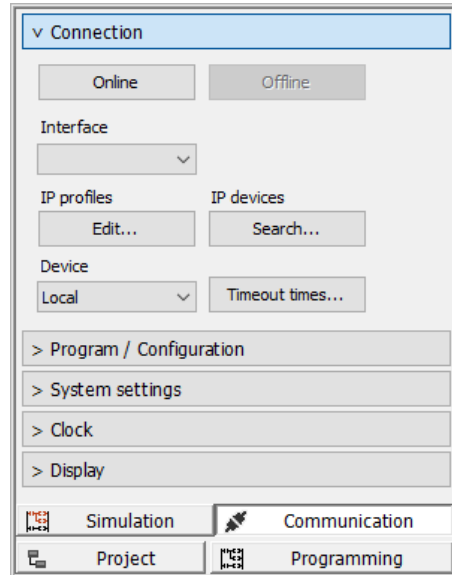 v Connection
Online Offline
Interface
IP profiles IP devices
Edit... Search...
Device
Local Timeout times...
> Program / Configuration
> System settings
> Clock
> Display
Simulation Communication
Project Programming